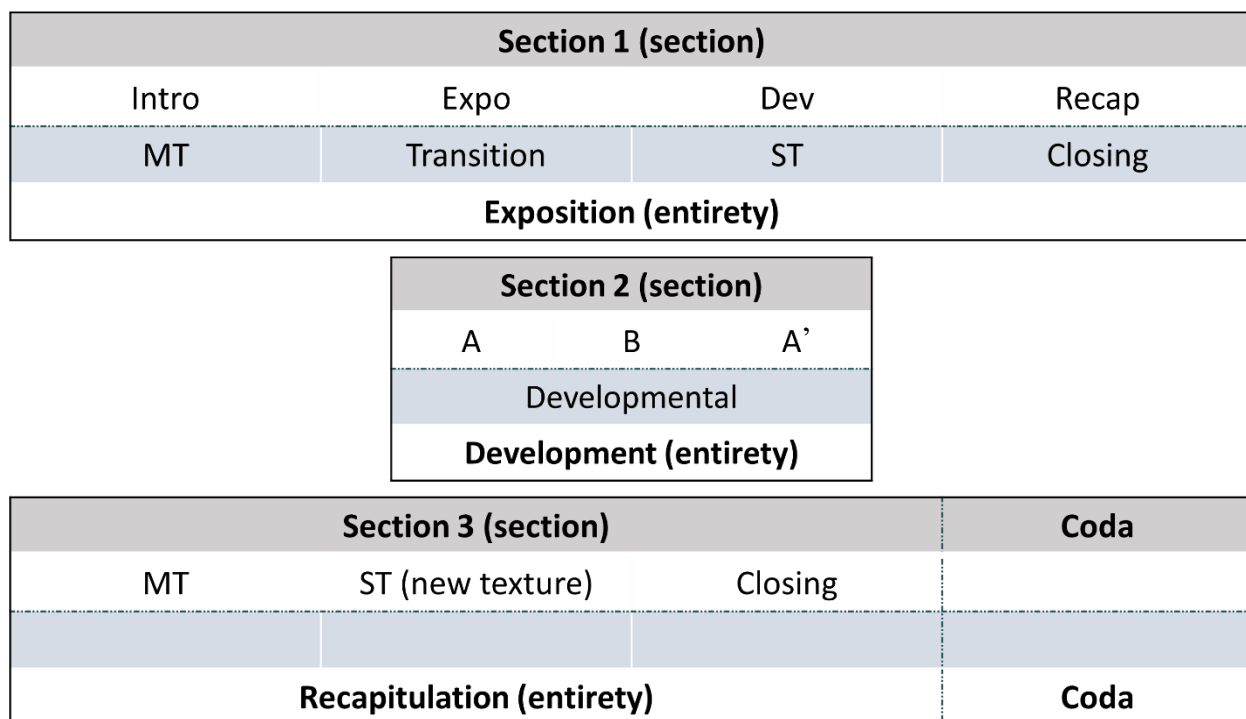 Section 1 (section)
Intro Expo Dev Recap
MT Transition ST Closing
Exposition (entirety)
Section 2 (section)
A B A’
Developmental
Development (entirety)
Section 3 (section) Coda
MT ST (new texture) Closing
Recapitulation (entirety) Coda